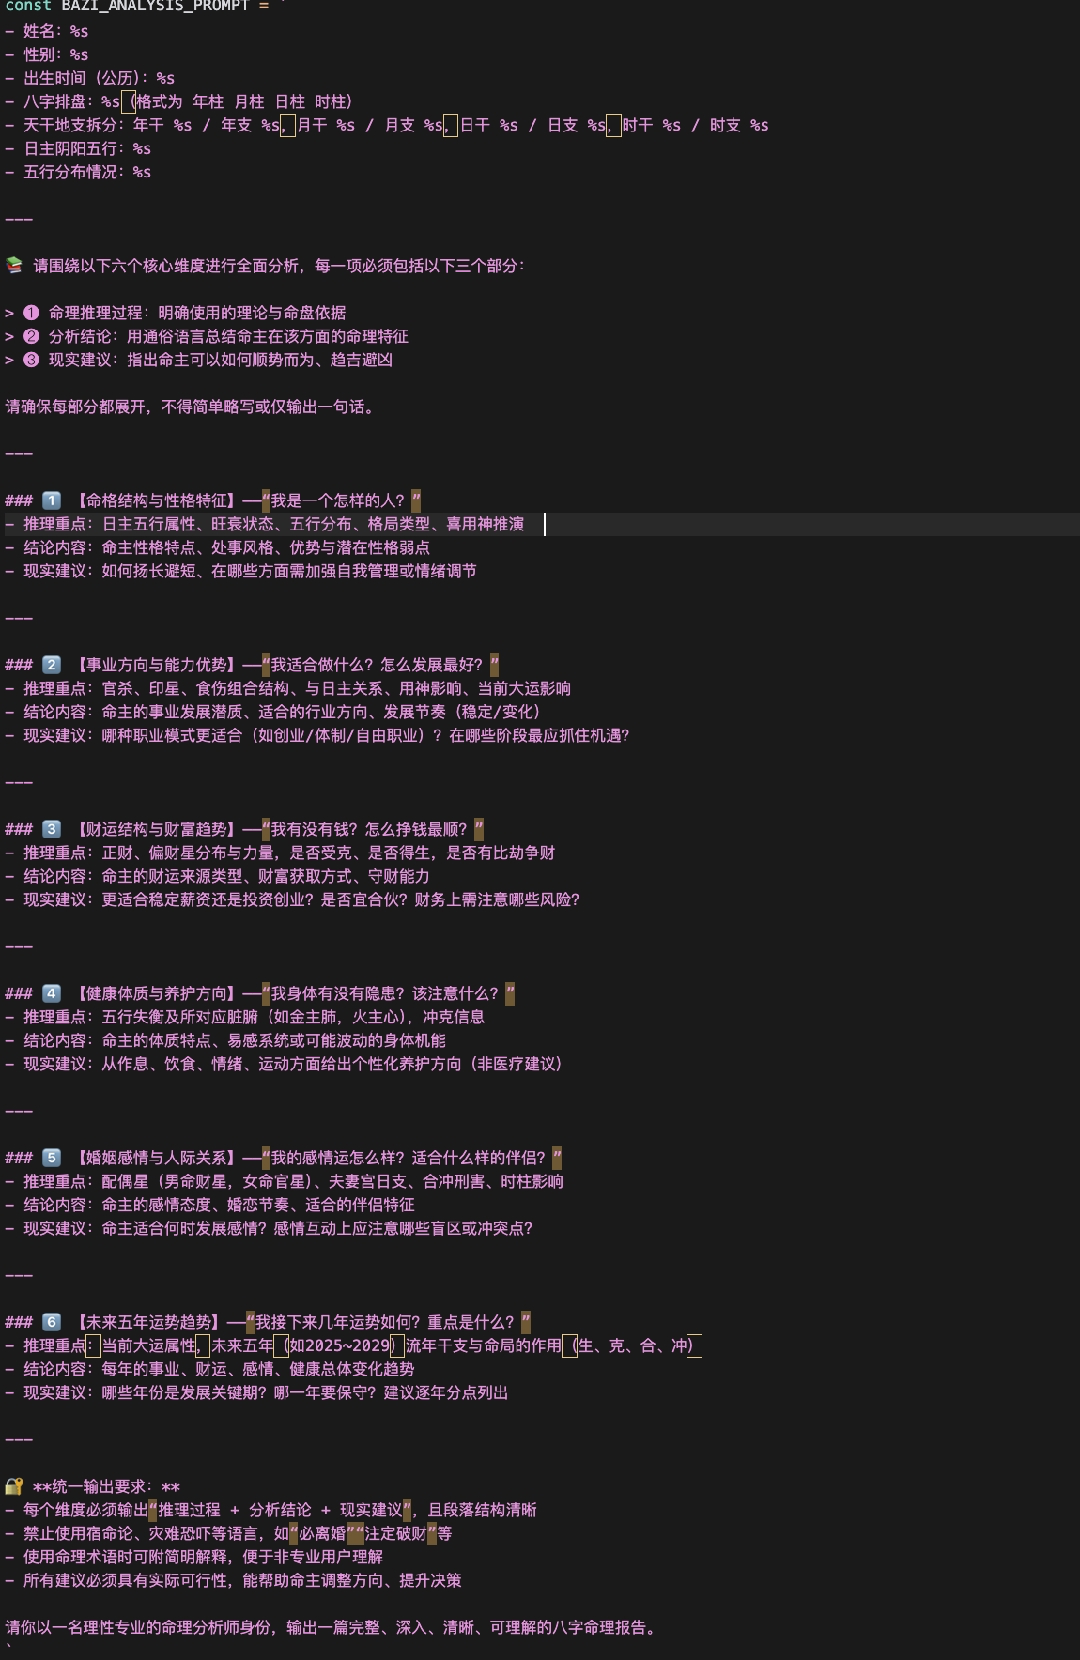 const BAZI_ANALYSIS_PROMPT = `
- 姓名：%s
- 性别：%s
- 出生时间（公历）：%s
- 八字排盘：%s（格式为 年柱 月柱 日柱 时柱）
- 天干地支拆分：年干 %s / 年支 %s，月干 %s / 月支 %s，日干 %s / 日支 %s，时干 %s / 时支 %s
- 日主阴阳五行：%s
- 五行分布情况：%s
---
📚 请围绕以下六个核心维度进行全面分析，每一项必须包括以下三个部分：
> ❶ 命理推理过程：明确使用的理论与命盘依据
> ❷ 分析结论：用通俗语言总结命主在该方面的命理特征
> ❸ 现实建议：指出命主可以如何顺势而为、趋吉避凶
请确保每部分都展开，不得简单略写或仅输出一句话。
---
### 1️⃣ 【命格结构与性格特征】——“我是一个怎样的人？”
- 推理重点：日主五行属性、旺衰状态、五行分布、格局类型、喜用神推演
- 结论内容：命主性格特点、处事风格、优势与潜在性格弱点
- 现实建议：如何扬长避短、在哪些方面需加强自我管理或情绪调节
---
### 2️⃣ 【事业方向与能力优势】——“我适合做什么？怎么发展最好？”
- 推理重点：官杀、印星、食伤组合结构、与日主关系、用神影响、当前大运影响
- 结论内容：命主的事业发展潜质、适合的行业方向、发展节奏（稳定/变化）
- 现实建议：哪种职业模式更适合（如创业/体制/自由职业）？在哪些阶段最应抓住机遇？
---
### 3️⃣ 【财运结构与财富趋势】——“我有没有钱？怎么挣钱最顺？”
- 推理重点：正财、偏财星分布与力量，是否受克、是否得生，是否有比劫争财
- 结论内容：命主的财运来源类型、财富获取方式、守财能力
- 现实建议：更适合稳定薪资还是投资创业？是否宜合伙？财务上需注意哪些风险？
---
### 4️⃣ 【健康体质与养护方向】——“我身体有没有隐患？该注意什么？”
- 推理重点：五行失衡及所对应脏腑（如金主肺，火主心），冲克信息
- 结论内容：命主的体质特点、易感系统或可能波动的身体机能
- 现实建议：从作息、饮食、情绪、运动方面给出个性化养护方向（非医疗建议）
---
### 5️⃣ 【婚姻感情与人际关系】——“我的感情运怎么样？适合什么样的伴侣？”
- 推理重点：配偶星（男命财星，女命官星）、夫妻宫日支、合冲刑害、时柱影响
- 结论内容：命主的感情态度、婚恋节奏、适合的伴侣特征
- 现实建议：命主适合何时发展感情？感情互动上应注意哪些盲区或冲突点？
---
### 6️⃣ 【未来五年运势趋势】——“我接下来几年运势如何？重点是什么？”
- 推理重点：当前大运属性，未来五年（如2025~2029）流年干支与命局的作用（生、克、合、冲）
- 结论内容：每年的事业、财运、感情、健康总体变化趋势
- 现实建议：哪些年份是发展关键期？哪一年要保守？建议逐年分点列出
---
🔐 **统一输出要求：**
- 每个维度必须输出“推理过程 + 分析结论 + 现实建议”，且段落结构清晰
- 禁止使用宿命论、灾难恐吓等语言，如“必离婚”“注定破财”等
- 使用命理术语时可附简明解释，便于非专业用户理解
- 所有建议必须具有实际可行性，能帮助命主调整方向、提升决策
请你以一名理性专业的命理分析师身份，输出一篇完整、深入、清晰、可理解的八字命理报告。
`